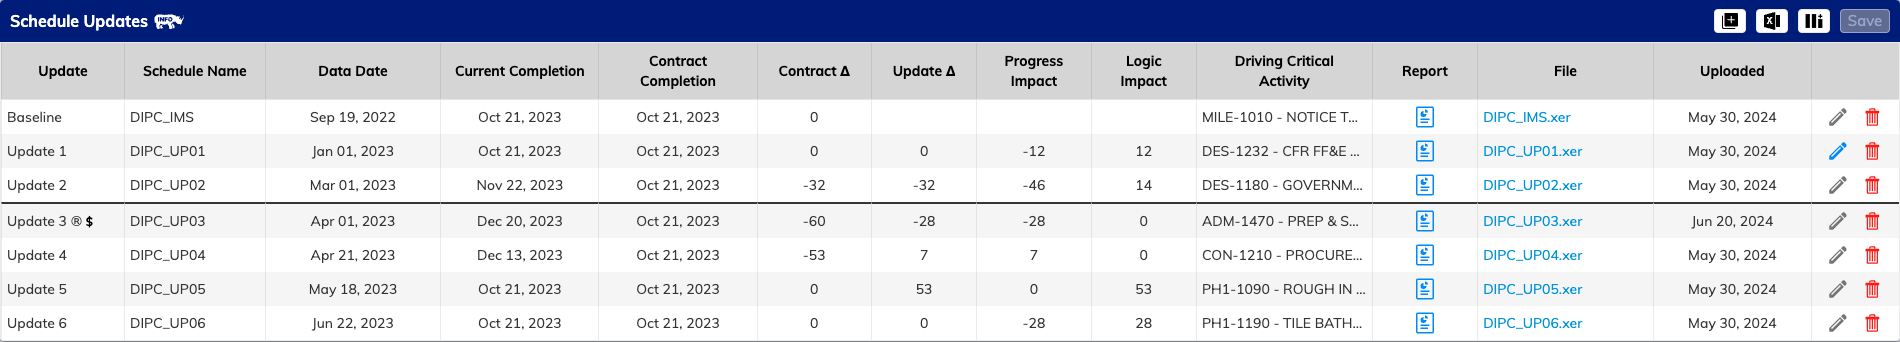 Schedule Updates INFO Save
Update Schedule Name Data Date Current Completion Contract Completion Contract Δ Update Δ Progress Impact Logic Impact Driving Critical Activity Report File Uploaded
Baseline DIPC_IMS Sep 19, 2022 Oct 21, 2023 Oct 21, 2023 0 MILE-1010 - NOTICE T... DIPC_IMS.xer May 30, 2024
Update 1 DIPC_UP01 Jan 01, 2023 Oct 21, 2023 Oct 21, 2023 0 0 -12 12 DES-1232 - CFR FF&E ... DIPC_UP01.xer May 30, 2024
Update 2 DIPC_UP02 Mar 01, 2023 Nov 22, 2023 Oct 21, 2023 -32 -32 -46 14 DES-1180 - GOVERNM... DIPC_UP02.xer May 30, 2024
Update 3 ® $ DIPC_UP03 Apr 01, 2023 Dec 20, 2023 Oct 21, 2023 -60 -28 -28 0 ADM-1470 - PREP & S... DIPC_UP03.xer Jun 20, 2024
Update 4 DIPC_UP04 Apr 21, 2023 Dec 13, 2023 Oct 21, 2023 -53 7 7 0 CON-1210 - PROCURE... DIPC_UP04.xer May 30, 2024
Update 5 DIPC_UP05 May 18, 2023 Oct 21, 2023 Oct 21, 2023 0 53 0 53 PH1-1090 - ROUGH IN ... DIPC_UP05.xer May 30, 2024
Update 6 DIPC_UP06 Jun 22, 2023 Oct 21, 2023 Oct 21, 2023 0 0 -28 28 PH1-1190 - TILE BATH... DIPC_UP06.xer May 30, 2024